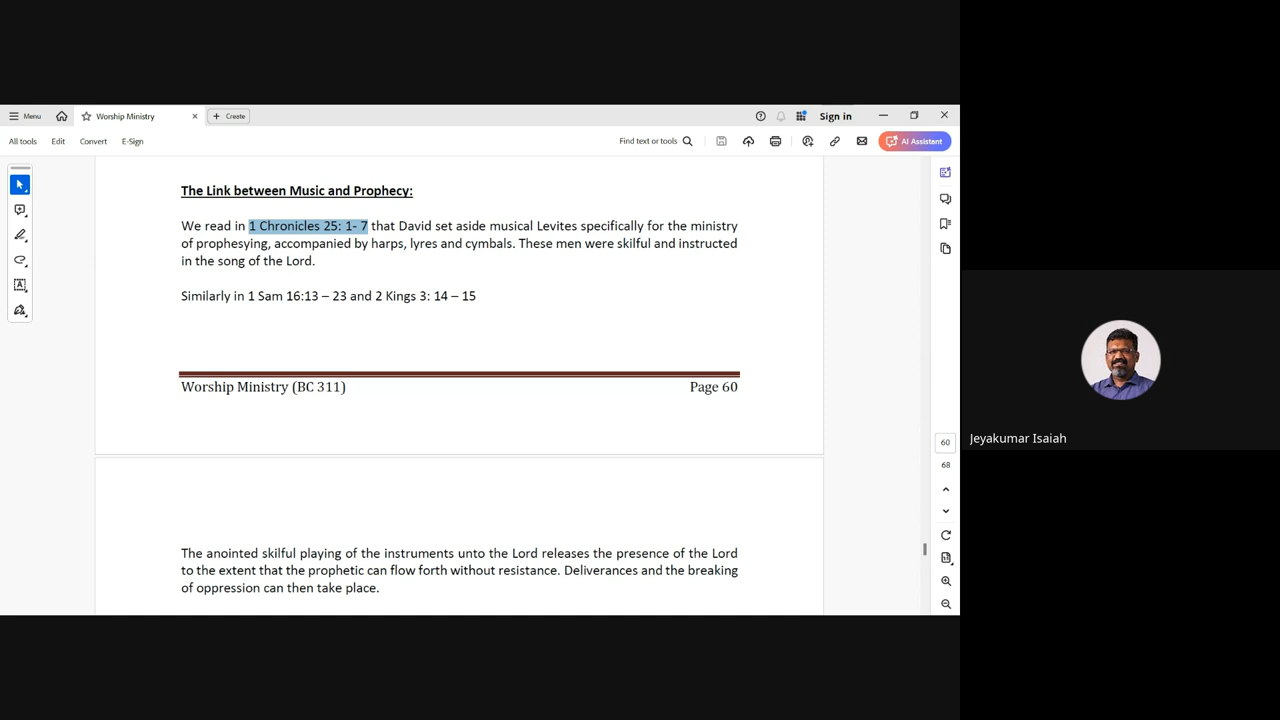 Menu
Worship Ministry
Create
Sign in
All tools
Edit
Convert
E-Sign
Find text or tools
AI Assistant
The Link between Music and Prophecy:
We read in 1 Chronicles 25: 1- 7 that David set aside musical Levites specifically for the ministry
of prophesying, accompanied by harps, lyres and cymbals. These men were skilful and instructed
in the song of the Lord.
Similarly in 1 Sam 16:13 – 23 and 2 Kings 3: 14 – 15
Worship Ministry (BC 311)
Page 60
60
68
The anointed skilful playing of the instruments unto the Lord releases the presence of the Lord
to the extent that the prophetic can flow forth without resistance. Deliverances and the breaking
of oppression can then take place.
Jeyakumar Isaiah